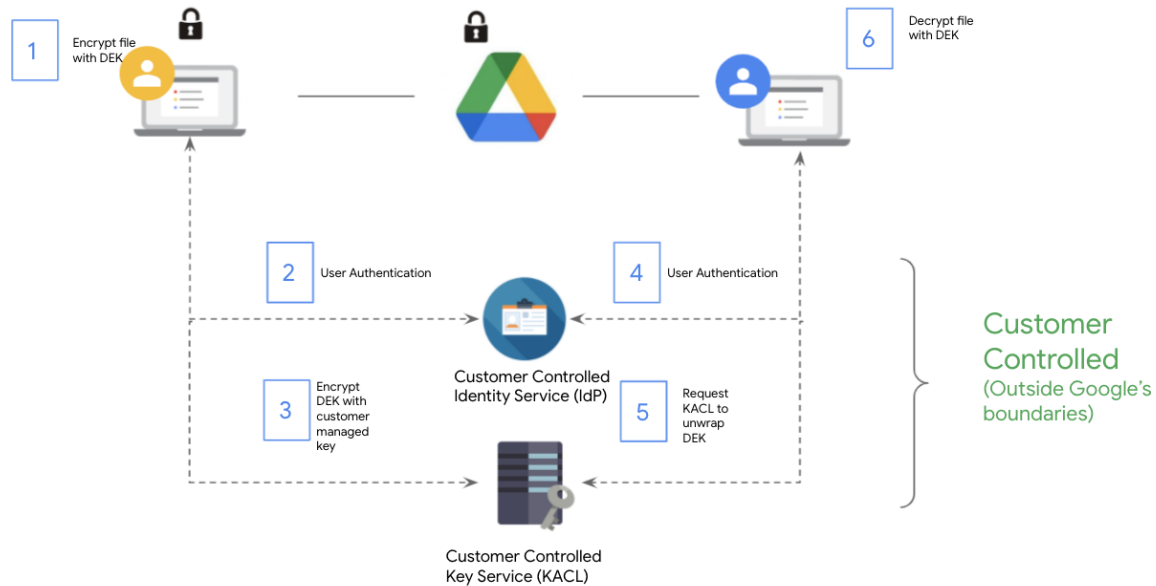 1
Encrypt file
with DEK
6
Decrypt file
with DEK
2
User Authentication
4
User Authentication
Customer Controlled
Identity Service (IdP)
3
Encrypt
DEK with
customer
managed
key
5
Request
KACL to
unwrap
DEK
Customer Controlled
Key Service (KACL)
Customer
Controlled
(Outside Google's
boundaries)